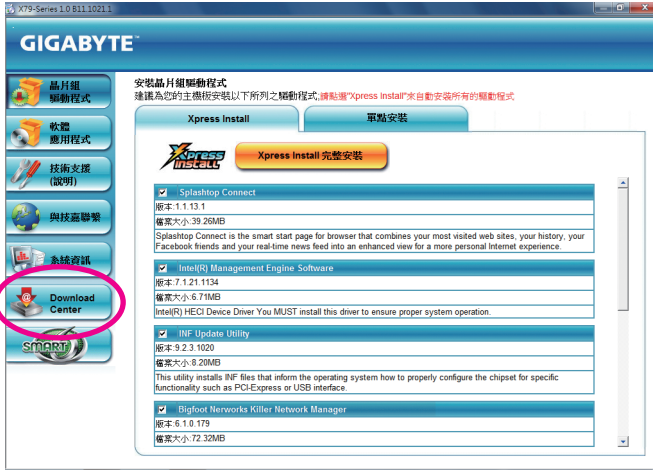 X79-Series 1.0 B11.1021.1
GIGABYTE™
晶片組
驅動程式
軟體
應用程式
技術支援
(說明)
與技嘉聯繫
系統資訊
Download
Center
SMART
安裝晶片組驅動程式
建議為您的主機板安裝以下所列之驅動程式;請點選"Xpress Install"來自動安裝所有的驅動程式
Xpress Install
單點安裝
Xpress
INSTALL
Xpress Install 完整安裝
Splashtop Connect
版本:1.1.13.1
檔案大小:39.26MB
Splashtop Connect is the smart start page for browser that combines your most visited web sites, your history, your
Facebook friends and your real-time news feed into an enhanced view for a more personal Internet experience.
Intel(R) Management Engine Software
版本:7.1.21.1134
檔案大小:6.71MB
Intel(R) HECI Device Driver You MUST install this driver to ensure proper system operation.
INF Update Utility
版本:9.2.3.1020
檔案大小:8.20MB
This utility installs INF files that inform the operating system how to properly configure the chipset for specific
functionality such as PCI-Express or USB interface.
Bigfoot Nerworks Killer Network Manager
版本:6.1.0.179
檔案大小:72.32MB